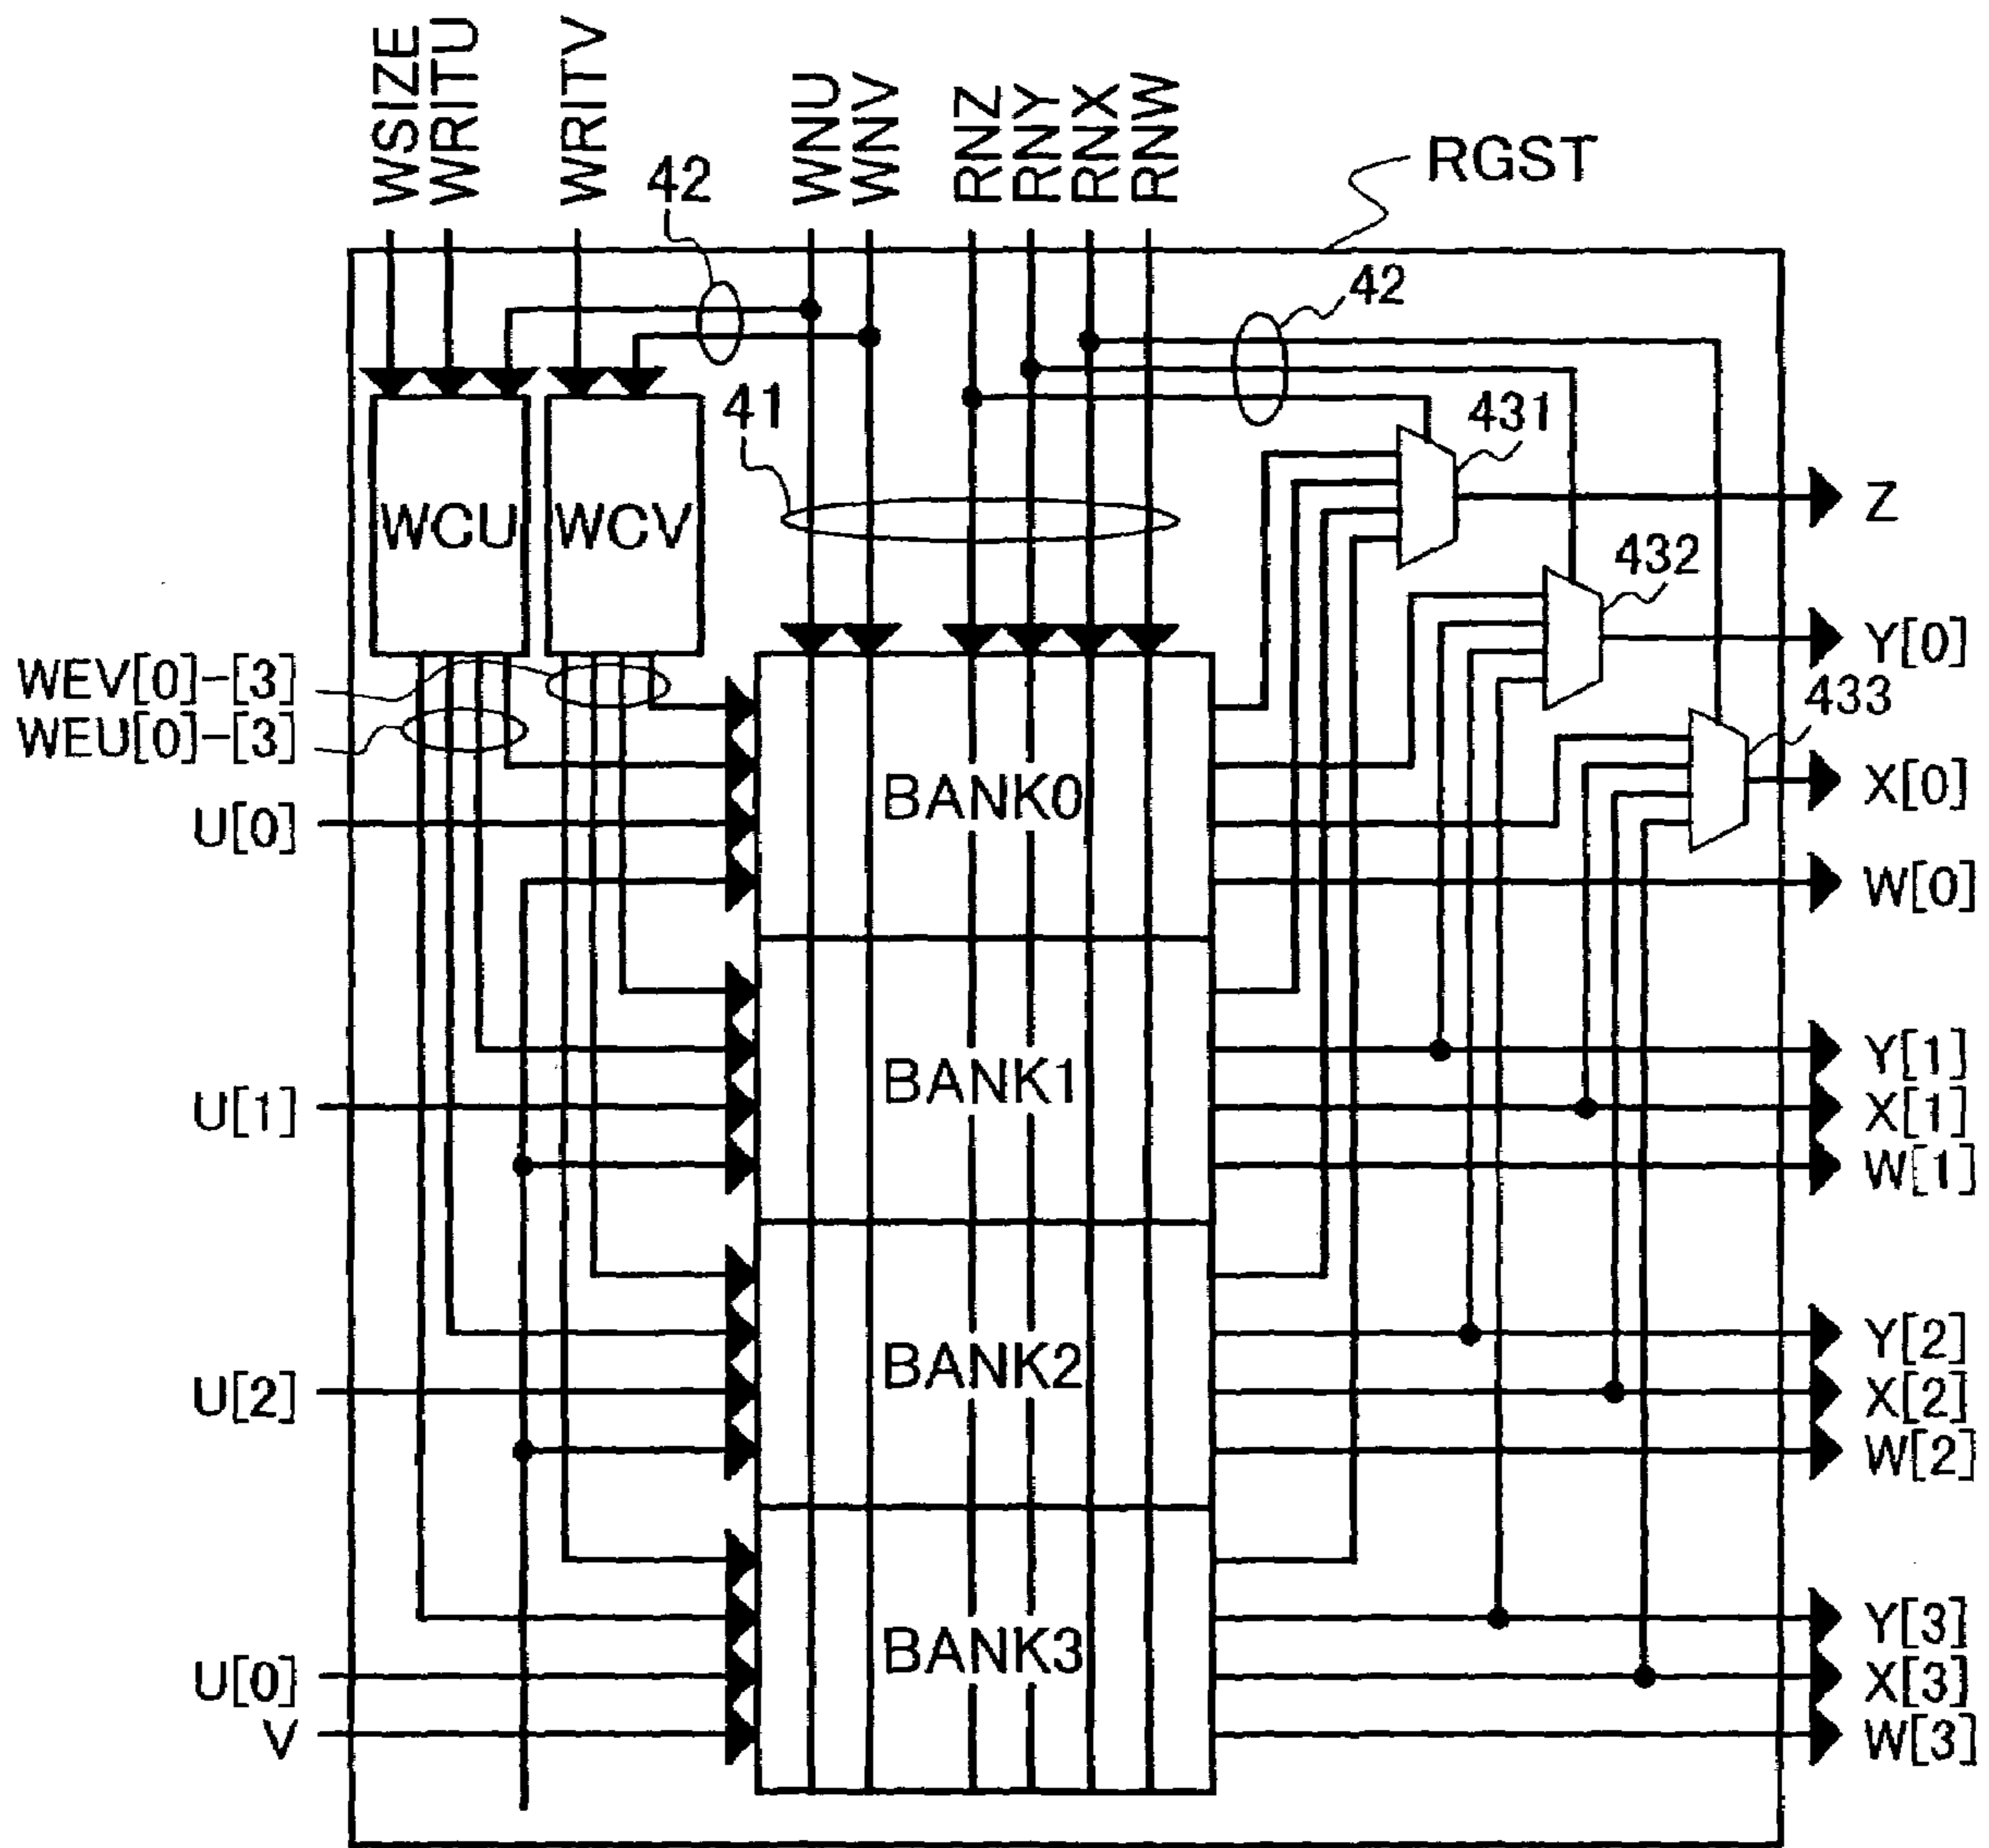 WSIZE
WRITU
WRITV
WNU
WNV
RNZ
RNY
RNX
RNW
RGST
42
42
41
431
432
433
WCU
WCV
WEV[0]-[3]
WEU[0]-[3]
U[0]
U[1]
U[2]
U[0]
V
BANK0
BANK1
BANK2
BANK3
Z
Y[0]
X[0]
W[0]
Y[1]
X[1]
W[1]
Y[2]
X[2]
W[2]
Y[3]
X[3]
W[3]